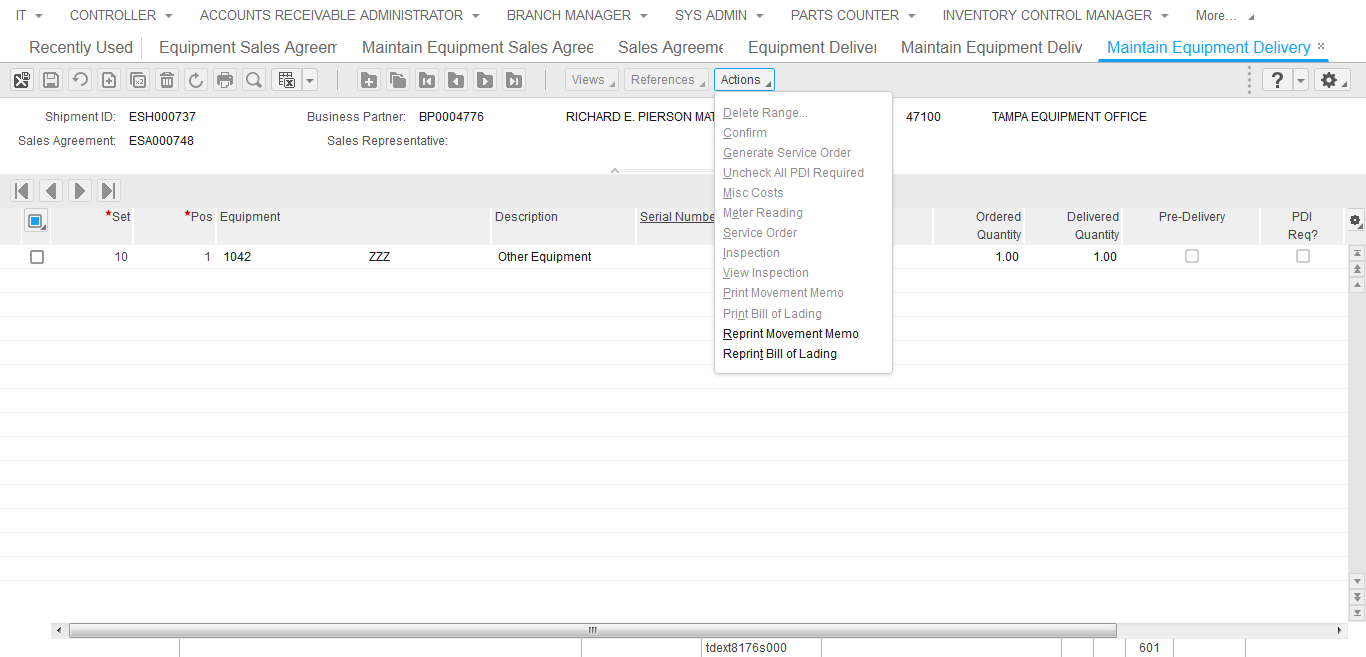 IT CONTROLLER ACCOUNTS RECEIVABLE ADMINISTRATOR BRANCH MANAGER SYS ADMIN PARTS COUNTER INVENTORY CONTROL MANAGER More...
Recently Used Equipment Sales Agreem Maintain Equipment Sales Agree Sales Agreeme Equipment Deliver Maintain Equipment Deliv Maintain Equipment Delivery
Views References Actions ?
Shipment ID: ESH000737 Business Partner: BP0004776 RICHARD E. PIERSON MAT 47100 TAMPA EQUIPMENT OFFICE
Sales Agreement: ESA000748 Sales Representative:
Delete Range...
Confirm
Generate Service Order
Uncheck All PDI Required
Misc Costs
Meter Reading
Service Order
Inspection
View Inspection
Print Movement Memo
Print Bill of Lading
Reprint Movement Memo
Reprint Bill of Lading
*Set *Pos Equipment Description Serial Numbe Ordered Delivered Pre-Delivery PDI
Quantity Quantity Req?
10 1 1042 ZZZ Other Equipment 1.00 1.00
tdext8176s000 601